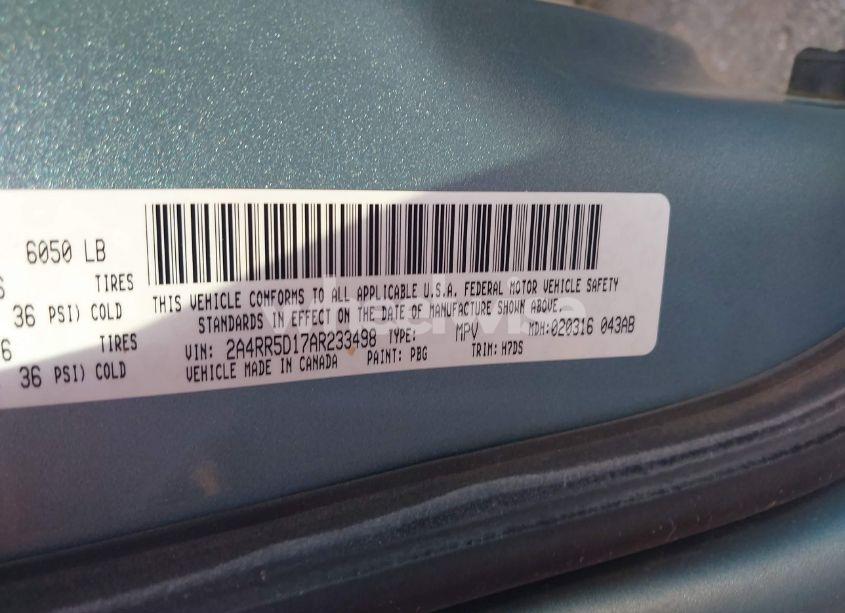 6050 LB
TIRES
36 PSI) COLD
TIRES
36 PSI) COLD
THIS VEHICLE CONFORMS TO ALL APPLICABLE U.S.A. FEDERAL MOTOR VEHICLE SAFETY
STANDARDS IN EFFECT ON THE DATE OF MANUFACTURE SHOWN ABOVE.
VIN: 2A4RR5D17AR233498 TYPE: MPV MDH:020316 043AB
VEHICLE MADE IN CANADA PAINT: PBG TRIM: H7DS